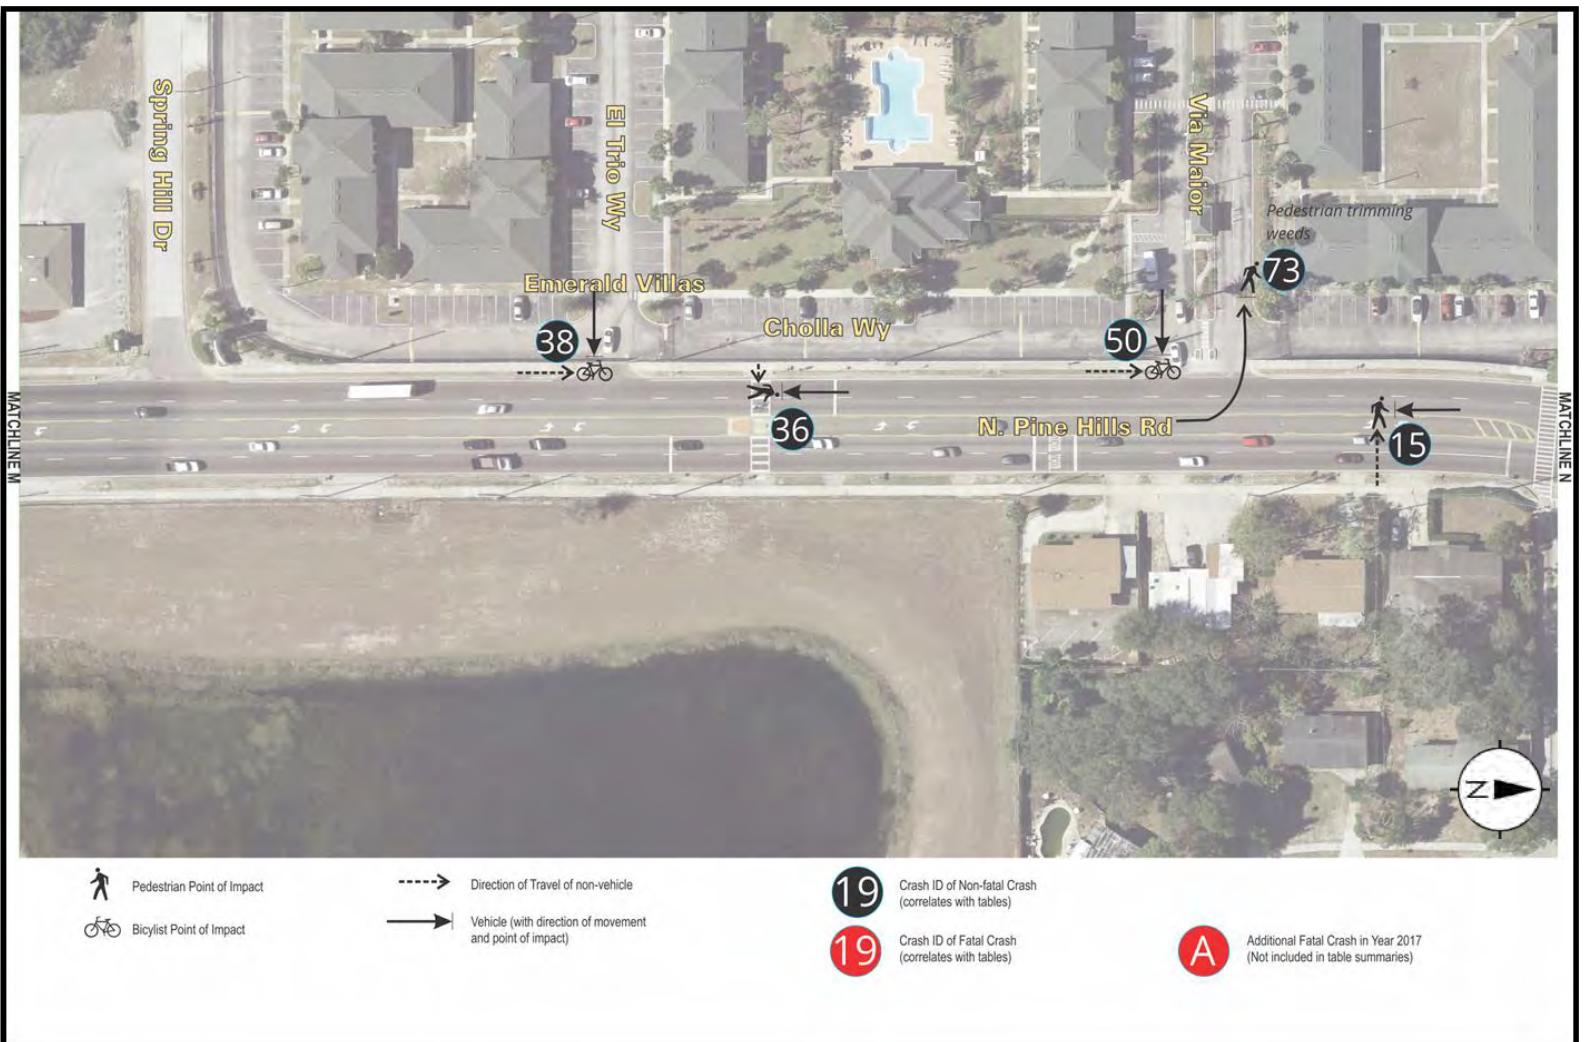 Spring Hill Dr
El Trio Wy
Via Maior
Pedestrian trimming
weeds
73
Emerald Villas
Cholla Wy
38
50
MATCHLINE M
36
N. Pine Hills Rd
15
MATCHLINE N
N
Pedestrian Point of Impact
Bicylist Point of Impact
Direction of Travel of non-vehicle
Vehicle (with direction of movement
and point of impact)
19
Crash ID of Non-fatal Crash
(correlates with tables)
19
Crash ID of Fatal Crash
(correlates with tables)
A
Additional Fatal Crash in Year 2017
(Not included in table summaries)